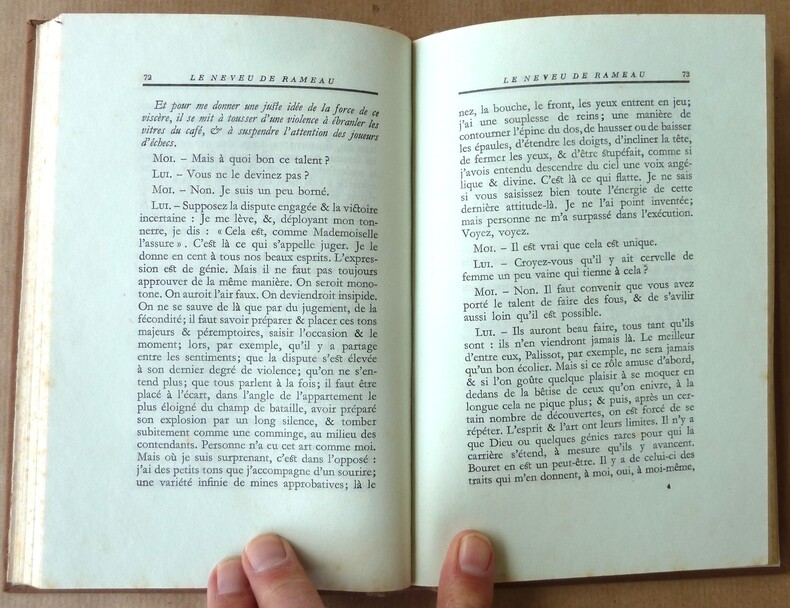 72 LE NEVEU DE RAMEAU
Et pour me donner une juste idée de la force de ce
viscère, il se mit à tousser d'une violence à ébranler les
vitres du café, & à suspendre l'attention des joueurs
d'échecs.
MOI. – Mais à quoi bon ce talent ?
LUI. – Vous ne le devinez pas ?
MOI. – Non. Je suis un peu borné.
LUI. – Supposez la dispute engagée & la victoire
incertaine : Je me lève, &, déployant mon ton-
nerre, je dis : « Cela est, comme Mademoiselle
l'assure ». C'est là ce qui s'appelle juger. Je le
donne en cent à tous nos beaux esprits. L'expres-
sion est de génie. Mais il ne faut pas toujours
approuver de la même manière. On seroit mono-
tone. On auroit l'air faux. On deviendroit insipide.
On ne se sauve de là que par du jugement, de la
fécondité; il faut savoir préparer & placer ces tons
majeurs & péremptoires, saisir l'occasion & le
moment; lors, par exemple, qu'il y a partage
entre les sentiments; que la dispute s'est élevée
à son dernier degré de violence; qu'on ne s'en-
tend plus; que tous parlent à la fois; il faut être
placé à l'écart, dans l'angle de l'appartement le
plus éloigné du champ de bataille, avoir préparé
son explosion par un long silence, & tomber
subitement comme une comminge, au milieu des
contendants. Personne n'a eu cet art comme moi.
Mais où je suis surprenant, c'est dans l'opposé :
j'ai des petits tons que j'accompagne d'un sourire;
une variété infinie de mines approbatives; là le
LE NEVEU DE RAMEAU 73
nez, la bouche, le front, les yeux entrent en jeu;
j'ai une souplesse de reins; une manière de
contourner l'épine du dos, de hausser ou de baisser
les épaules, d'étendre les doigts, d'incliner la tête,
de fermer les yeux, & d'être stupéfait, comme si
j'avois entendu descendre du ciel une voix angé-
lique & divine. C'est là ce qui flatte. Je ne sais
si vous saisissez bien toute l'énergie de cette
dernière attitude-là. Je ne l'ai point inventée;
mais personne ne m'a surpassé dans l'exécution.
Voyez, voyez.
MOI. – Il est vrai que cela est unique.
LUI. – Croyez-vous qu'il y ait cervelle de
femme un peu vaine qui tienne à cela ?
MOI. – Non. Il faut convenir que vous avez
porté le talent de faire des fous, & de s'avilir
aussi loin qu'il est possible.
LUI. – Ils auront beau faire, tous tant qu'ils
sont : ils n'en viendront jamais là. Le meilleur
d'entre eux, Palissot, par exemple, ne sera jamais
qu'un bon écolier. Mais si ce rôle amuse d'abord,
& si l'on goûte quelque plaisir à se moquer en
dedans de la bêtise de ceux qu'on enivre, à la
longue cela ne pique plus; & puis, après un cer-
tain nombre de découvertes, on est forcé de se
répéter. L'esprit & l'art ont leurs limites. Il n'y a
que Dieu ou quelques génies rares pour qui la
carrière s'étend, à mesure qu'ils y avancent.
Bouret en est un peut-être. Il y a de celui-ci des
traits qui m'en donnent, à moi, oui, à moi-même,
4